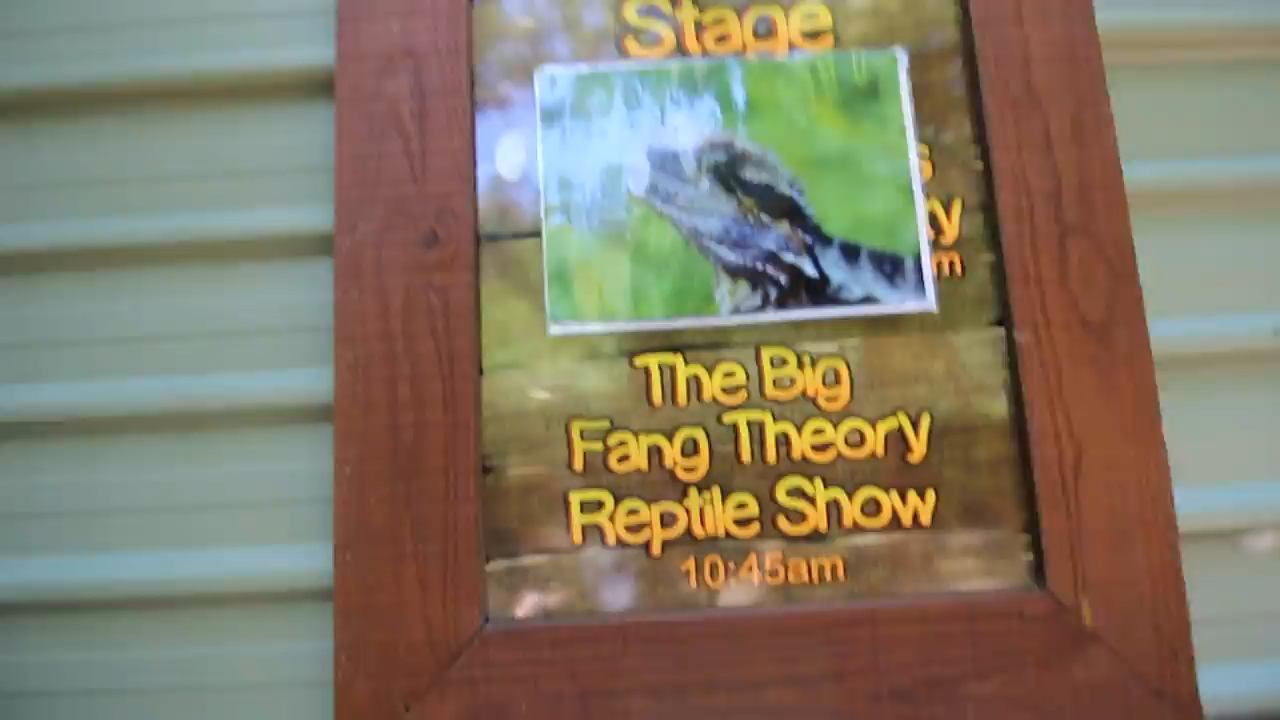 Stage
The Big
Fang Theory
Reptile Show
10:45am